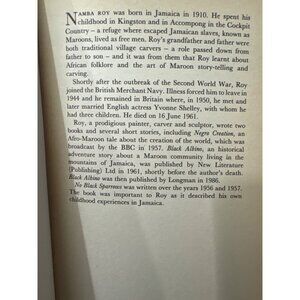 NAMBA ROY was born in Jamaica in 1910. He spent his
childhood in Kingston and in Accompong in the Cockpit
Country – a refuge where escaped Jamaican slaves, known as
Maroons, lived as free men. Roy's grandfather and father were
both traditional village carvers – a role passed down from
father to son – and it was from them that Roy learnt about
African folklore and the art of Maroon story-telling and
carving.
Shortly after the outbreak of the Second World War, Roy
joined the British Merchant Navy. Illness forced him to leave in
1944 and he remained in Britain where, in 1950, he met and
later married English actress Yvonne Shelley, with whom he
had three children. He died on 16 June 1961.
Roy, a prodigious painter, carver and sculptor, wrote two
books and several short stories, including Negro Creation, an
Afro-Maroon tale about the creation of the world, which was
broadcast by the BBC in 1957. Black Albino, an historical
adventure story about a Maroon community living in the
mountains of Jamaica, was published by New Literature
(Publishing) Ltd in 1961, shortly before the author's death.
Black Albino was then published by Longman in 1986.
No Black Sparrows was written over the years 1956 and 1957.
The book was important to Roy as it described his own
childhood experiences in Jamaica.